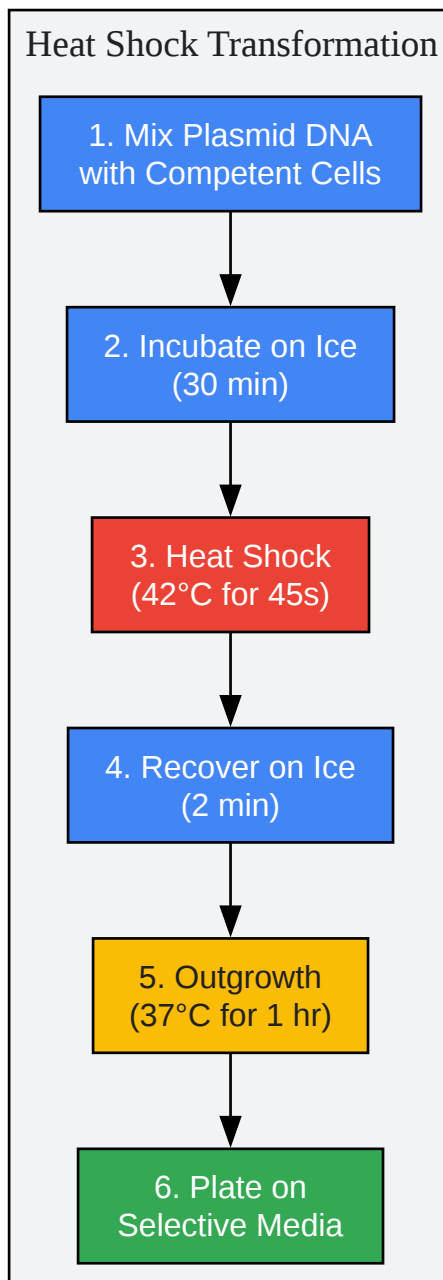 Heat Shock Transformation
1. Mix Plasmid DNA
with Competent Cells
2. Incubate on Ice
(30 min)
3. Heat Shock
(42°C for 45s)
4. Recover on Ice
(2 min)
5. Outgrowth
(37°C for 1 hr)
6. Plate on
Selective Media